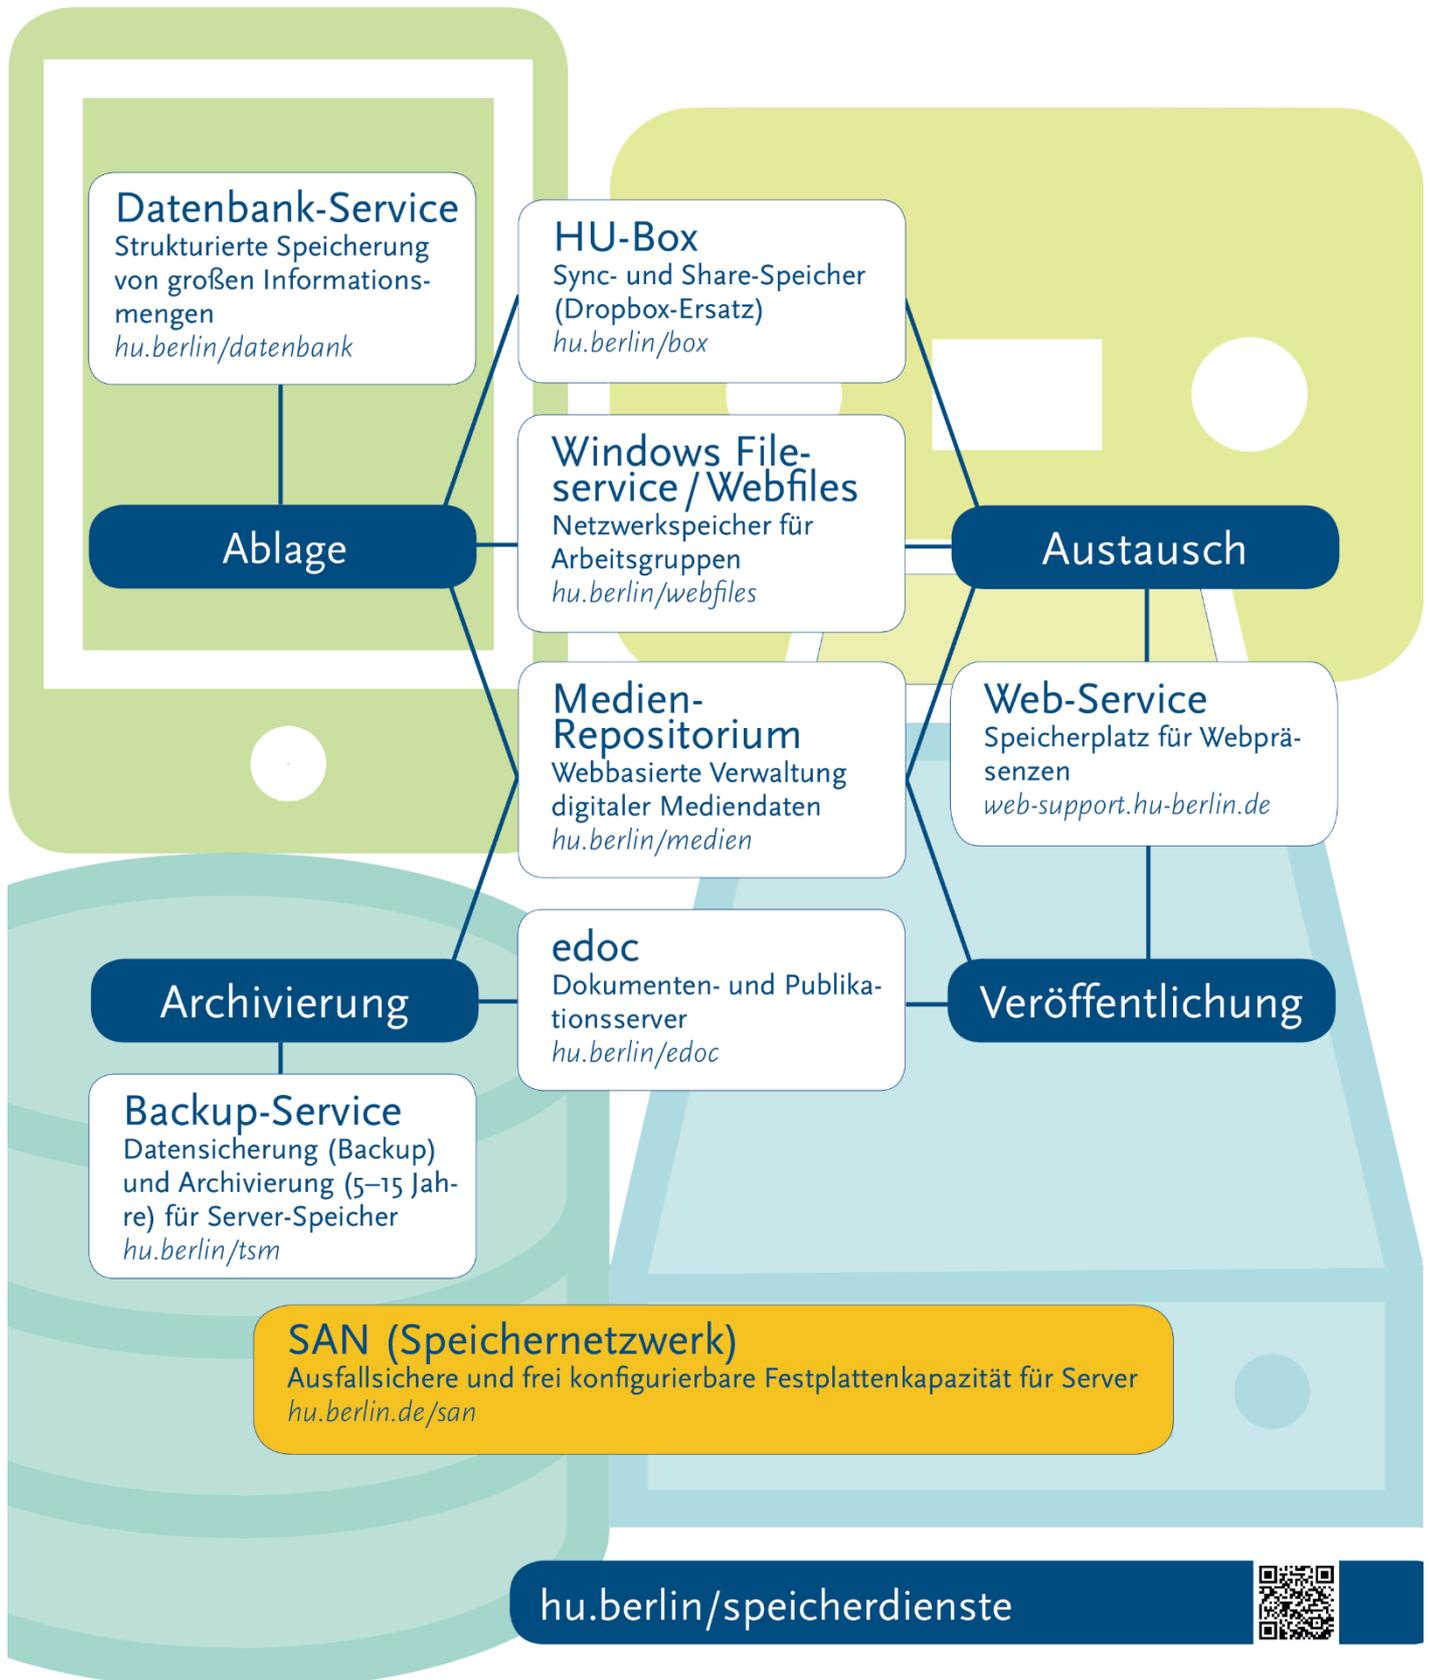 Datenbank-Service
Strukturierte Speicherung
von großen Informations-
mengen
hu.berlin/datenbank
HU-Box
Sync- und Share-Speicher
(Dropbox-Ersatz)
hu.berlin/box
Windows File-
service/Webfiles
Netzwerkspeicher für
Arbeitsgruppen
hu.berlin/webfiles
Ablage
Austausch
Medien-
Repositorium
Webbasierte Verwaltung
digitaler Mediendaten
hu.berlin/medien
Web-Service
Speicherplatz für Webprä-
senzen
web-support.hu-berlin.de
edoc
Dokumenten- und Publika-
tionsserver
hu.berlin/edoc
Archivierung
Veröffentlichung
Backup-Service
Datensicherung (Backup)
und Archivierung (5–15 Jah-
re) für Server-Speicher
hu.berlin/tsm
SAN (Speichernetzwerk)
Ausfallsichere und frei konfigurierbare Festplattenkapazität für Server
hu.berlin.de/san
hu.berlin/speicherdienste